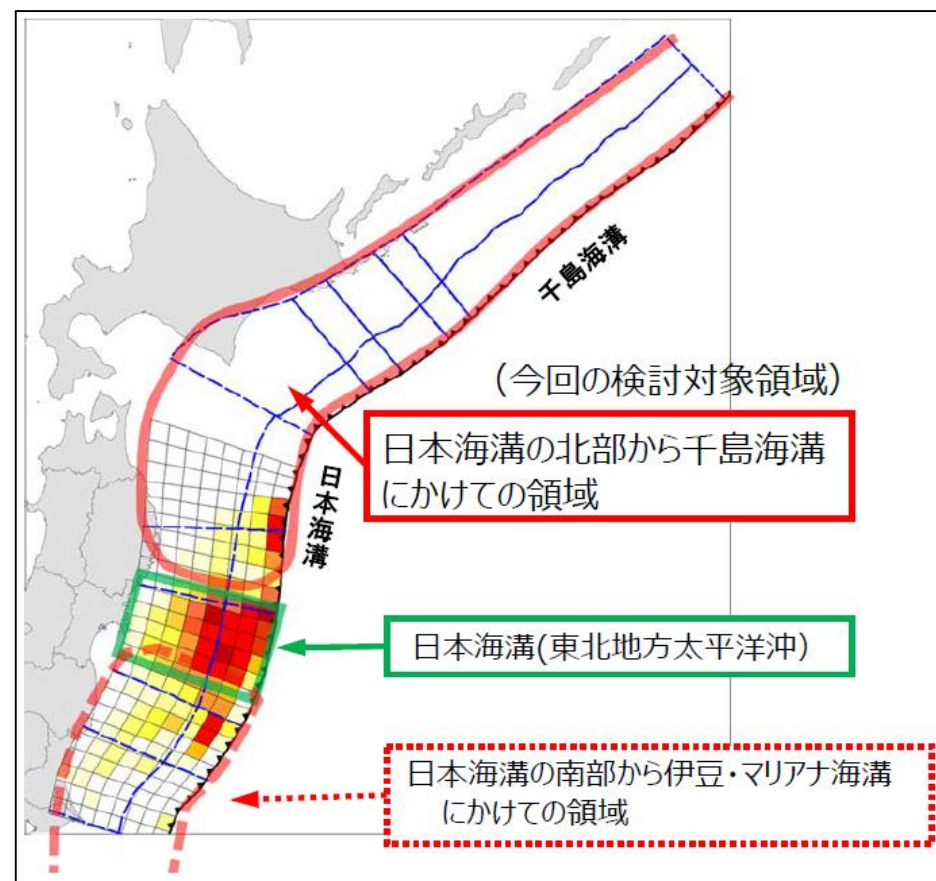 千島海溝
(今回の検討対象領域)
日本海溝の北部から千島海溝
にかけての領域
日本海溝
日本海溝(東北地方太平洋沖)
日本海溝の南部から伊豆・マリアナ海溝
にかけての領域